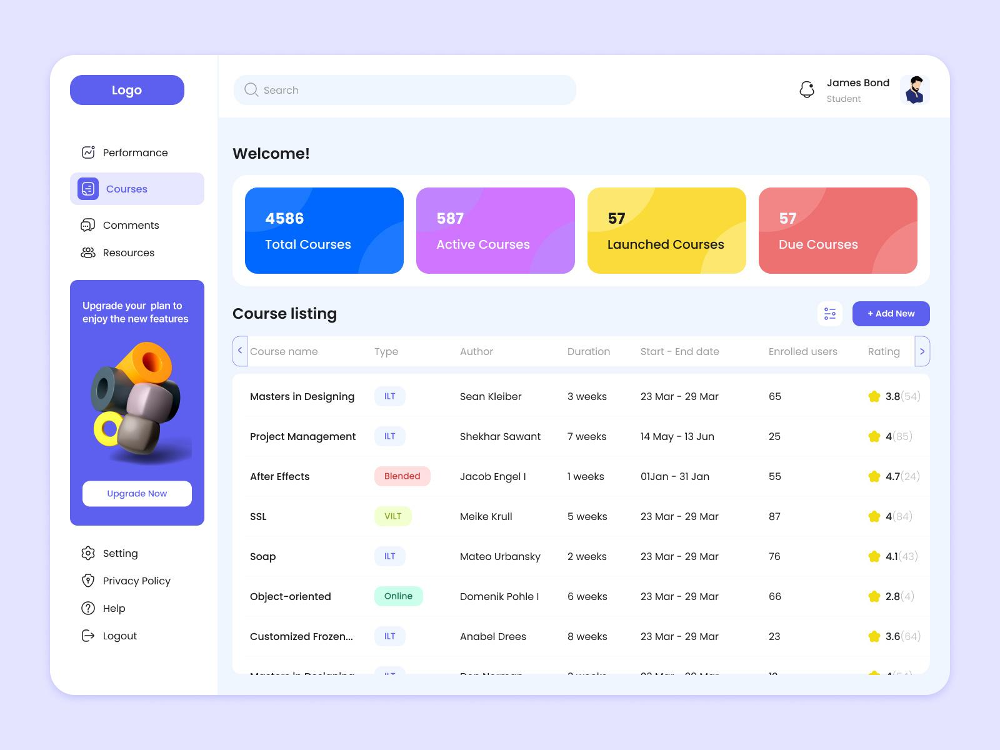 Logo
Search
James Bond
Student
Performance
Courses
Comments
Resources
Upgrade your  plan to
enjoy the new features
Upgrade Now
Setting
Privacy Policy
Help
Logout
Welcome!
4586
Total Courses
587
Active Courses
57
Launched Courses
57
Due Courses
Course listing
+ Add New
< Course name Type Author Duration Start - End date Enrolled users Rating >
Masters in Designing ILT Sean Kleiber 3 weeks 23 Mar - 29 Mar 65 3.8(54)
Project Management ILT Shekhar Sawant 7 weeks 14 May - 13 Jun 25 4(85)
After Effects Blended Jacob Engel I 1 weeks 01Jan - 31 Jan 55 4.7(24)
SSL VILT Meike Krull 5 weeks 23 Mar - 29 Mar 87 4(84)
Soap ILT Mateo Urbansky 2 weeks 23 Mar - 29 Mar 76 4.1(43)
Object-oriented Online Domenik Pohle I 6 weeks 23 Mar - 29 Mar 66 2.8(4)
Customized Frozen... ILT Anabel Drees 8 weeks 23 Mar - 29 Mar 23 3.6(64)
Masters in Designing ILT Don Norman